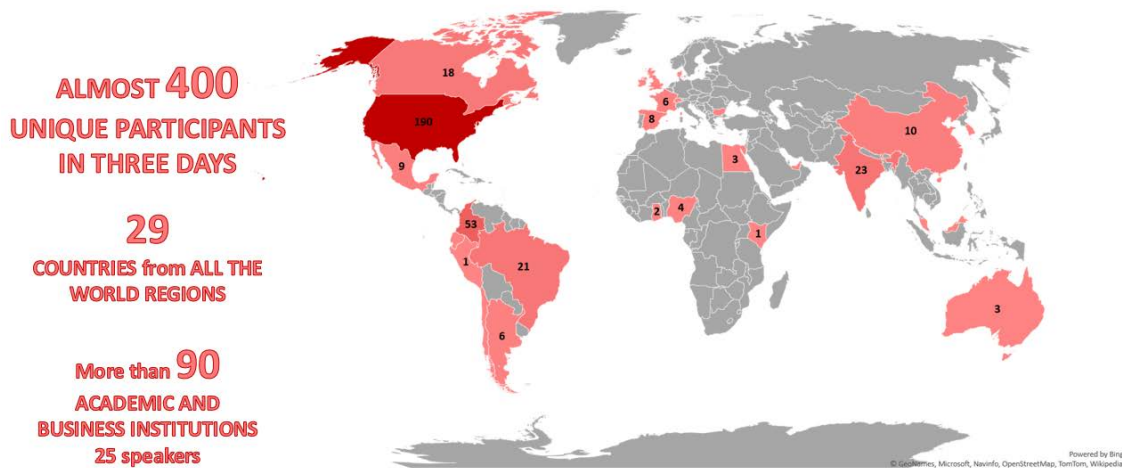 ALMOST 400
UNIQUE PARTICIPANTS
IN THREE DAYS
29
COUNTRIES from ALL THE
WORLD REGIONS
More than 90
ACADEMIC AND
BUSINESS INSTITUTIONS
25 speakers
18
190
9
53
1
21
6
6
8
3
2
4
1
10
23
3
Powered by Bing
© GeoNames, Microsoft, Navinfo, OpenStreetMap, TomTom, Wikipedia